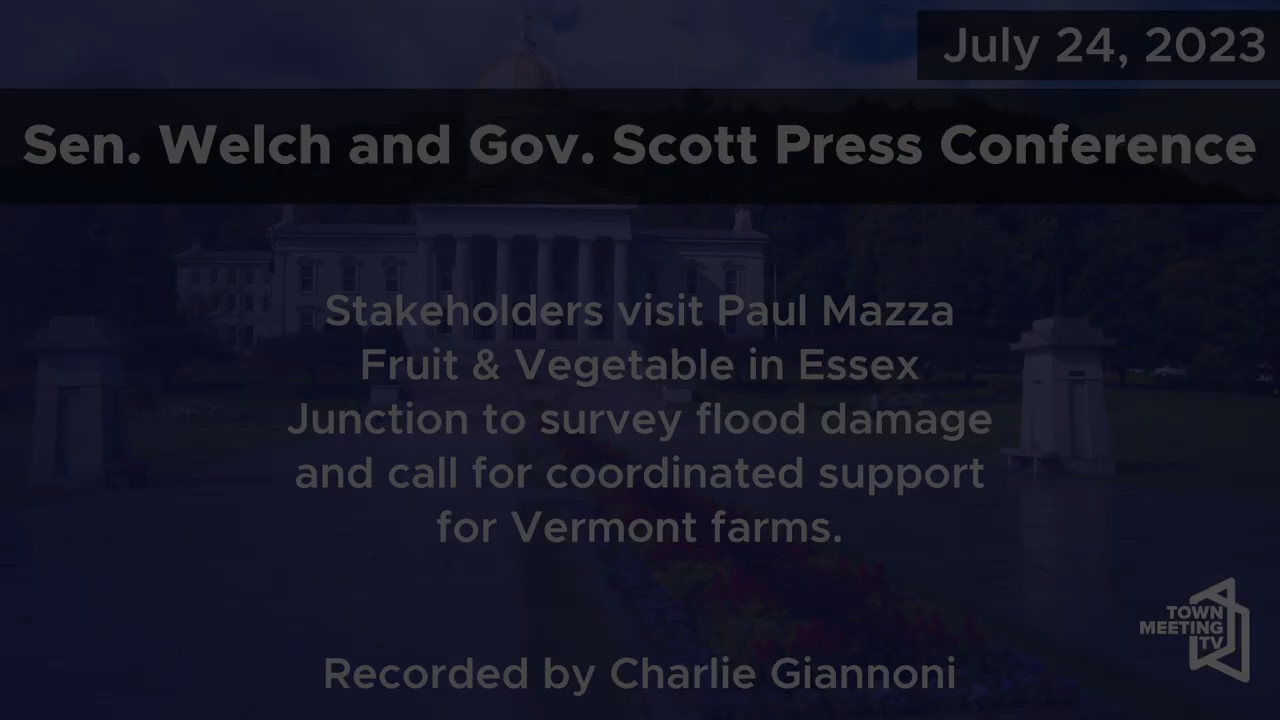 July 24, 2023
Sen. Welch and Gov. Scott Press Conference
Stakeholders visit Paul Mazza
Fruit & Vegetable in Essex
Junction to survey flood damage
and call for coordinated support
for Vermont farms.
TOWN
MEETING
TV
Recorded by Charlie Giannoni